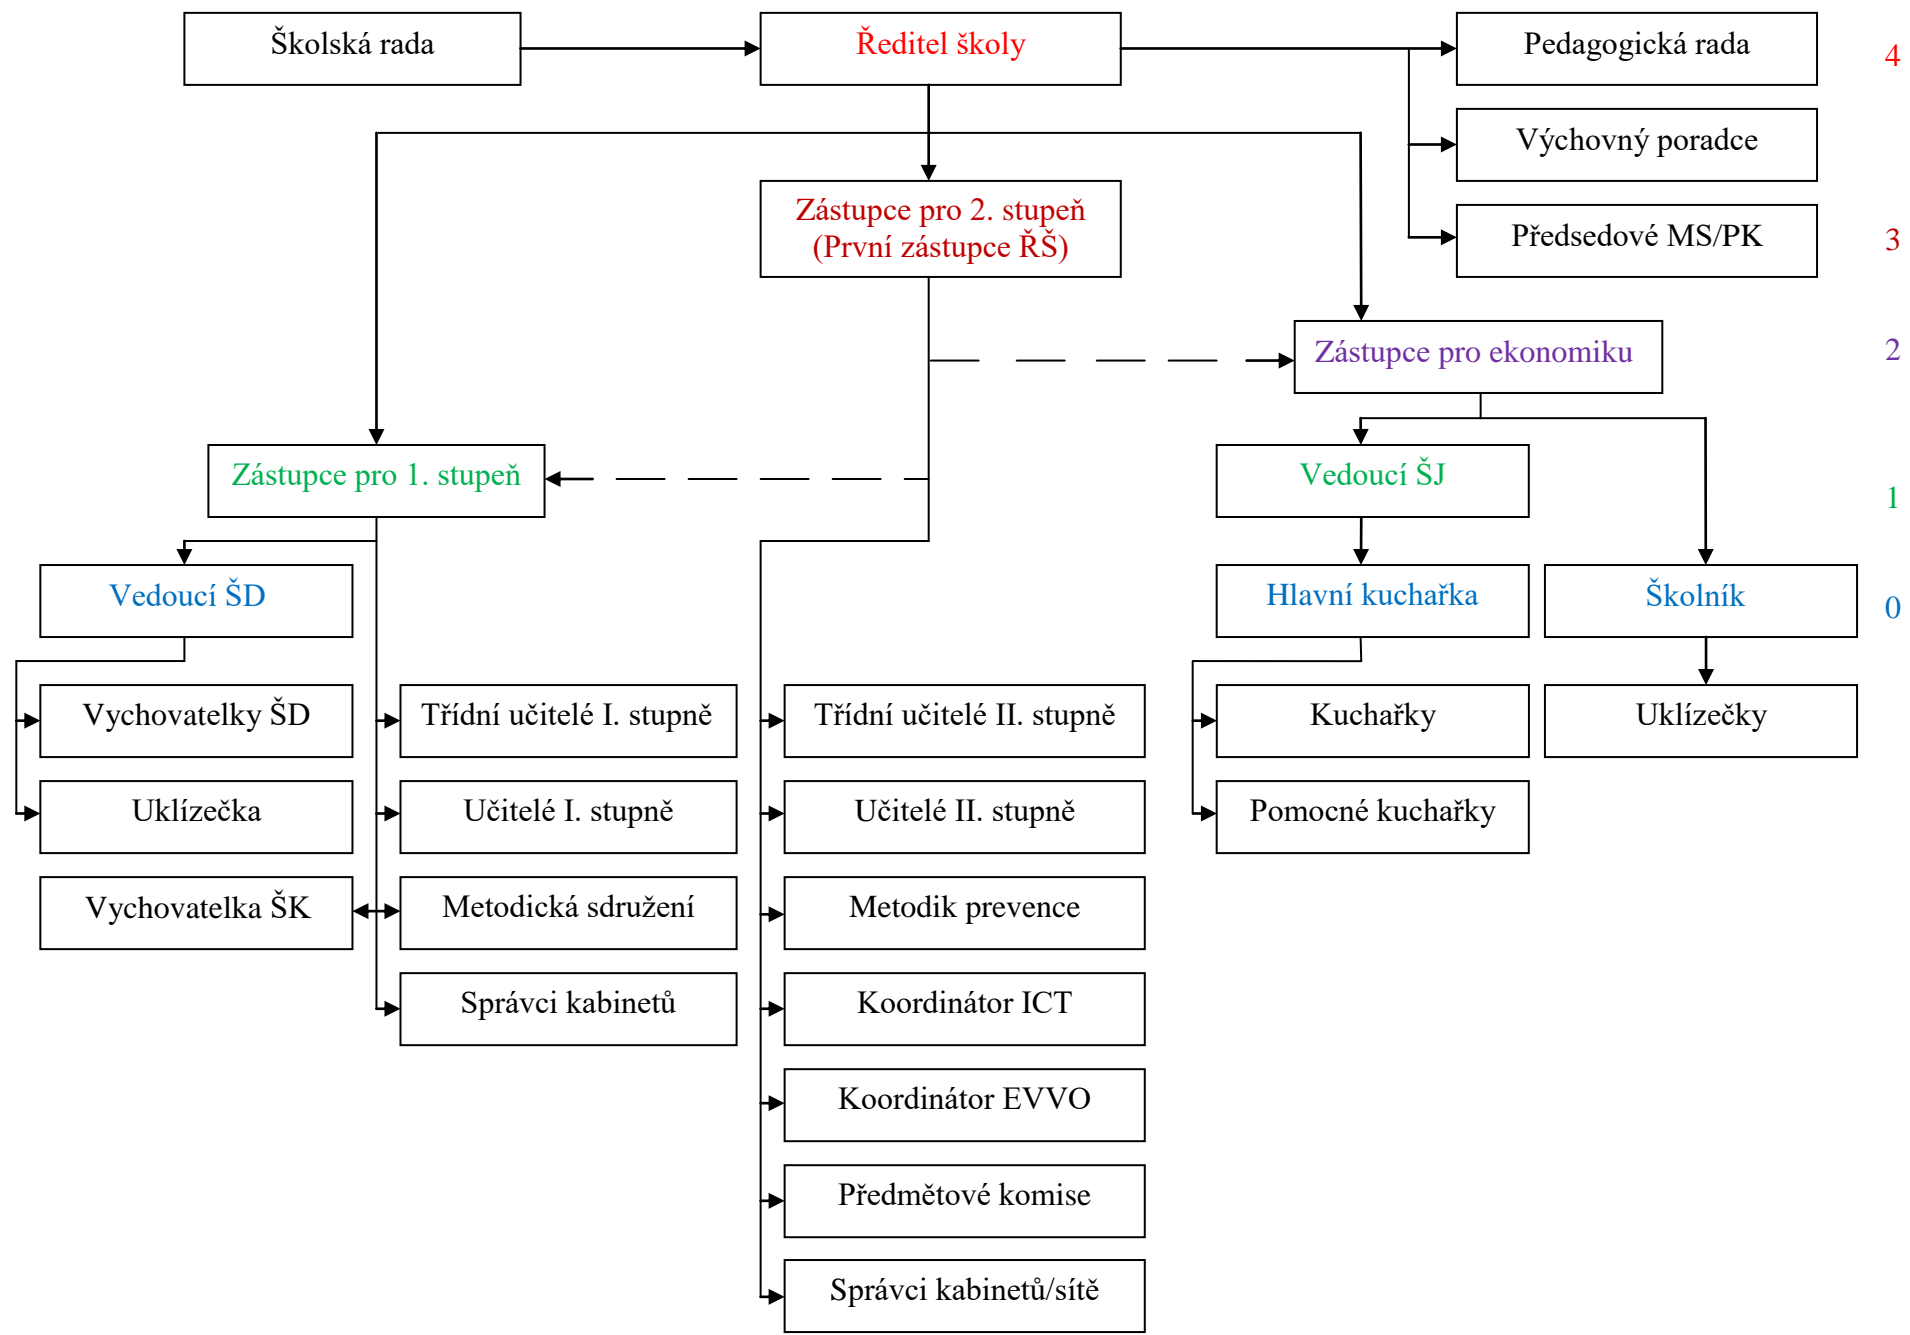 Školská rada
Ředitel školy
Pedagogická rada
4
Výchovný poradce
Zástupce pro 2. stupeň
(První zástupce ŘŠ)
Předsedové MS/PK
3
Zástupce pro ekonomiku
2
Zástupce pro 1. stupeň
Vedoucí ŠJ
1
Vedoucí ŠD
Hlavní kuchařka
Školník
0
Vychovatelky ŠD
Třídní učitelé I. stupně
Třídní učitelé II. stupně
Kuchařky
Uklízečky
Uklízečka
Učitelé I. stupně
Učitelé II. stupně
Pomocné kuchařky
Vychovatelka ŠK
Metodická sdružení
Metodik prevence
Správci kabinetů
Koordinátor ICT
Koordinátor EVVO
Předmětové komise
Správci kabinetů/sítě